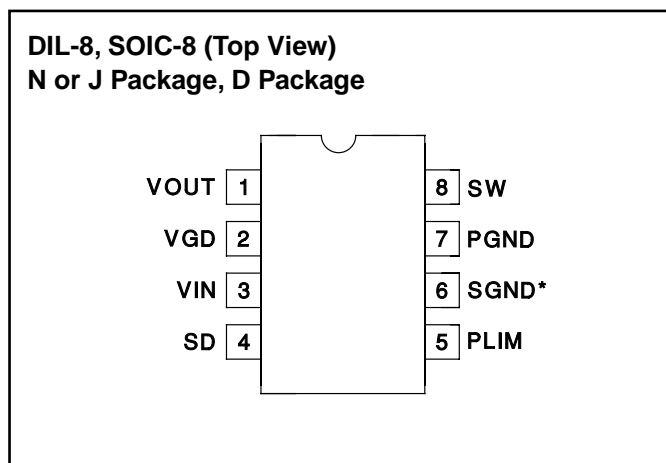 DIL-8, SOIC-8 (Top View)
N or J Package, D Package
VOUT 1 8 SW
VGD 2 7 PGND
VIN 3 6 SGND*
SD 4 5 PLIM